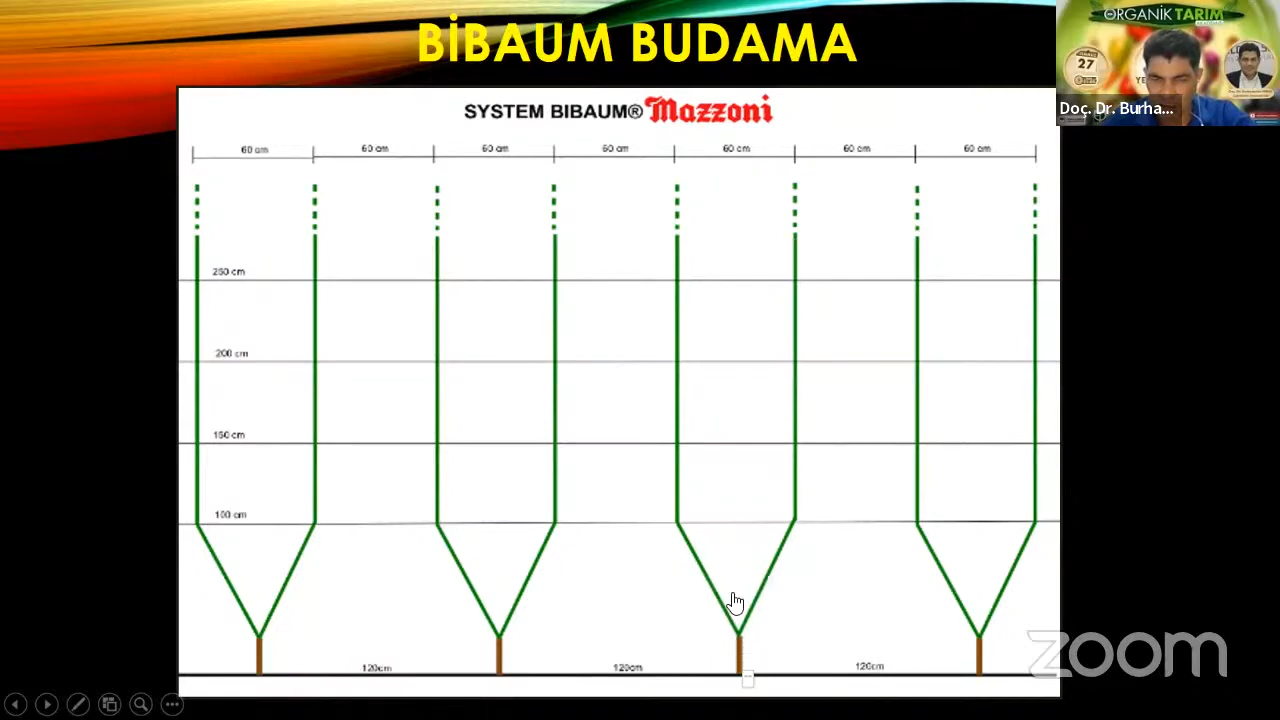 BİBAUM BUDAMA
ORGANİK TARIM
27
Doç. Dr. Burha...
SYSTEM BIBAUM® Mazzoni
60 cm 60 cm 60 cm 60 cm 60 cm 60 cm 60 cm
250 cm
200 cm
150 cm
100 cm
120cm 120cm 120cm
zoom